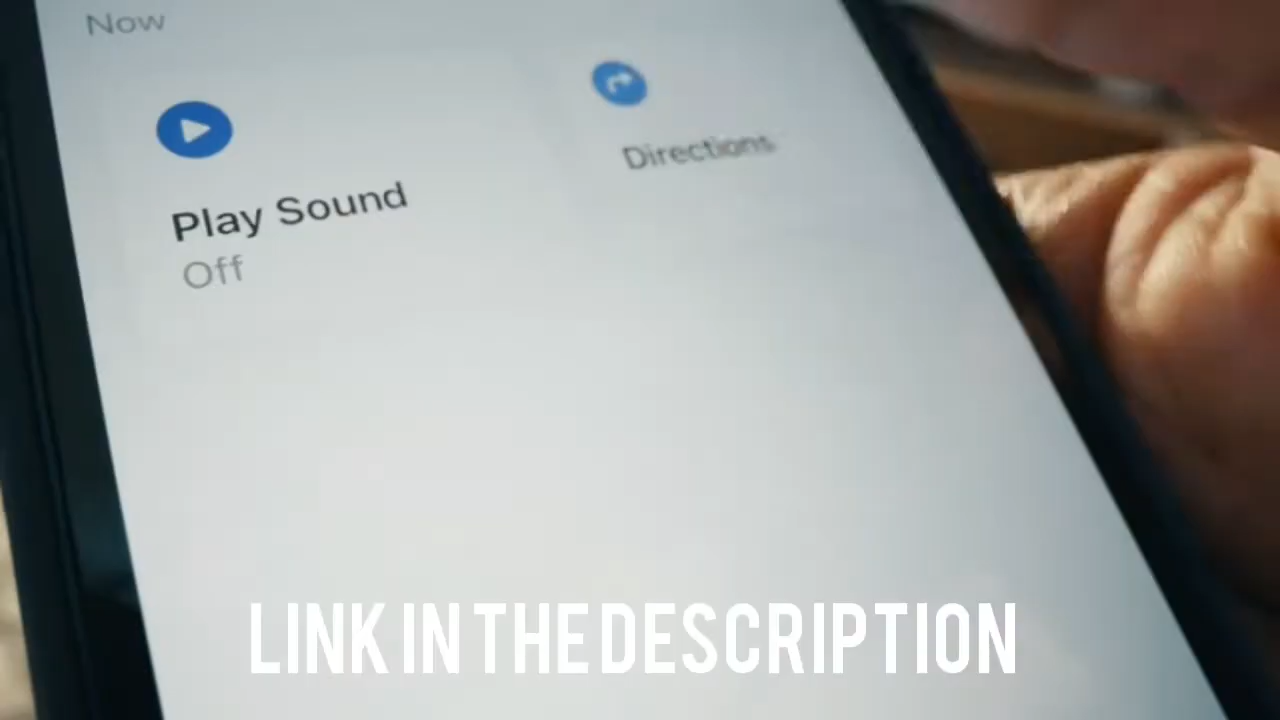 Now
Play Sound
Off
Directions
LINK IN THE DESCRIPTION